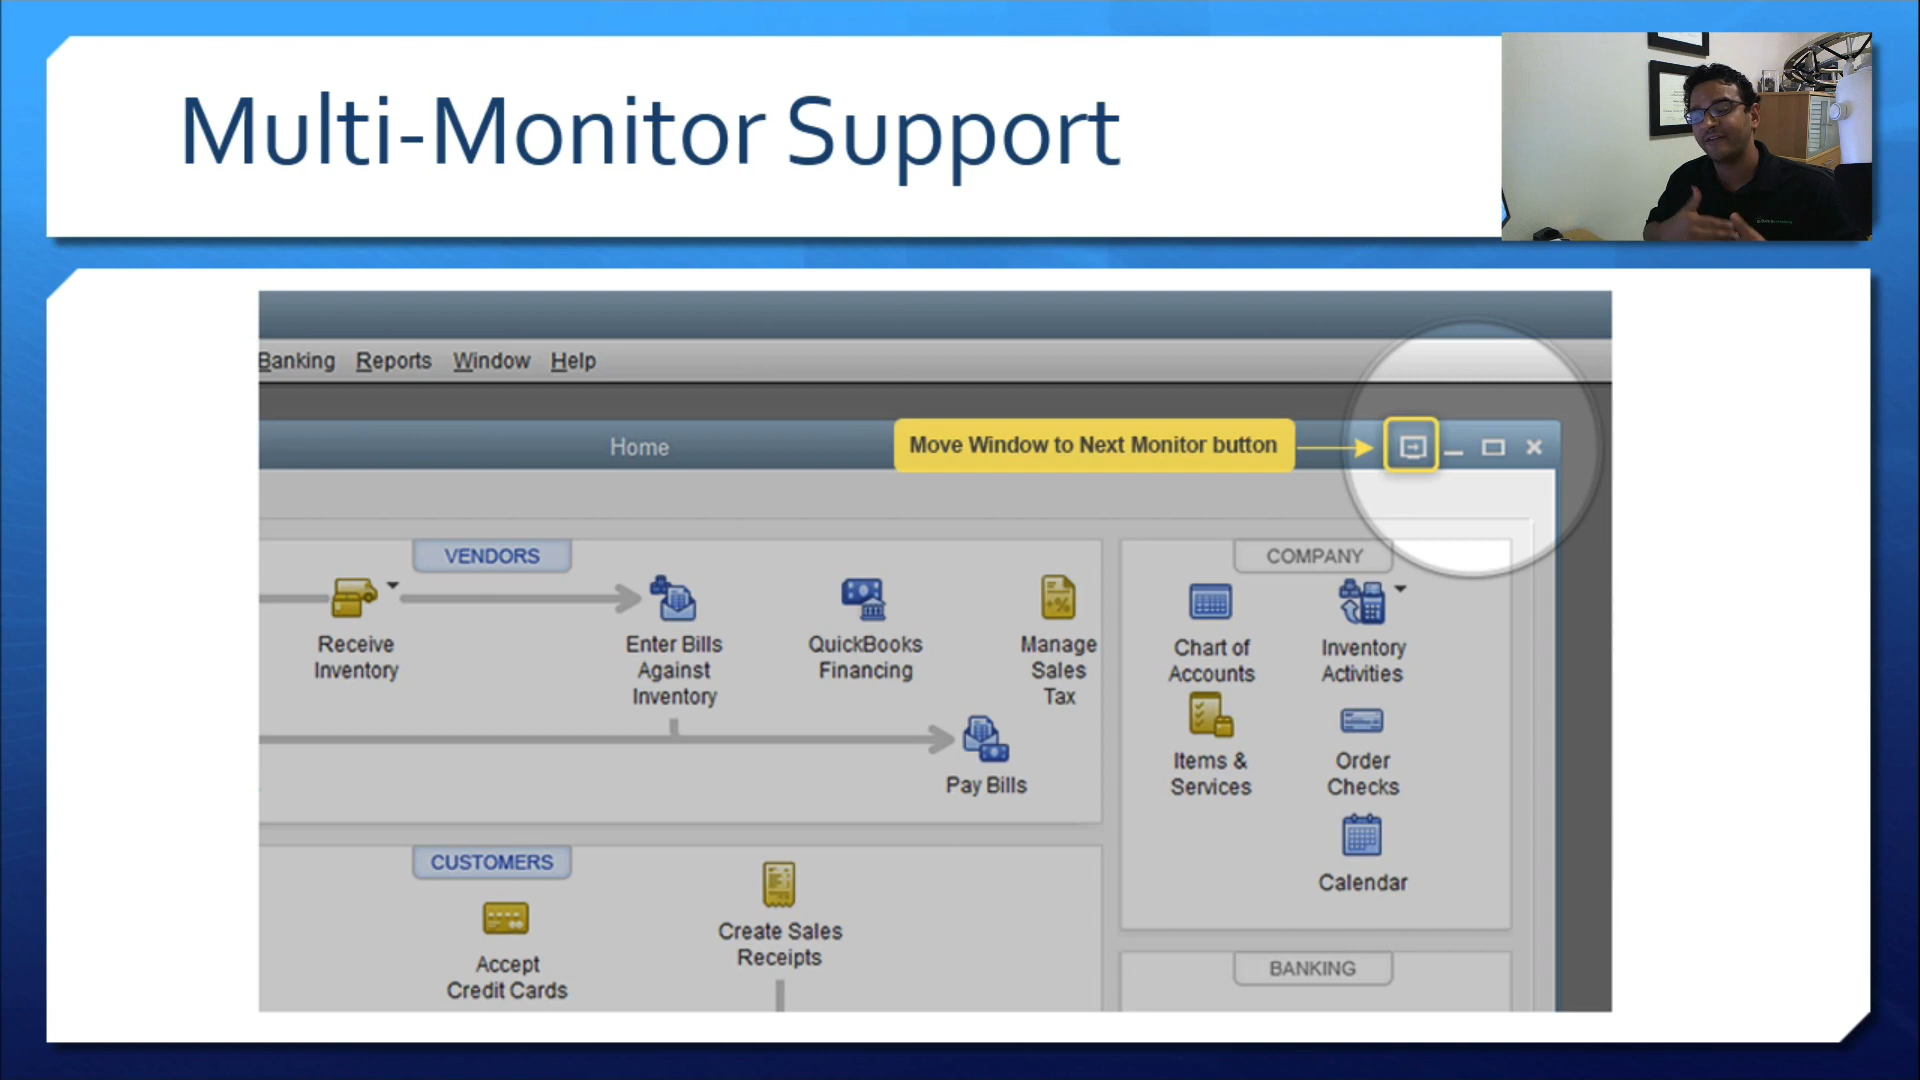 Multi-Monitor Support
Banking Reports Window Help
Home
Move Window to Next Monitor button
VENDORS
COMPANY
Receive
Inventory
Enter Bills
Against
Inventory
QuickBooks
Financing
Manage
Sales
Tax
Chart of
Accounts
Inventory
Activities
Pay Bills
Items &
Services
Order
Checks
Calendar
CUSTOMERS
Accept
Credit Cards
Create Sales
Receipts
BANKING